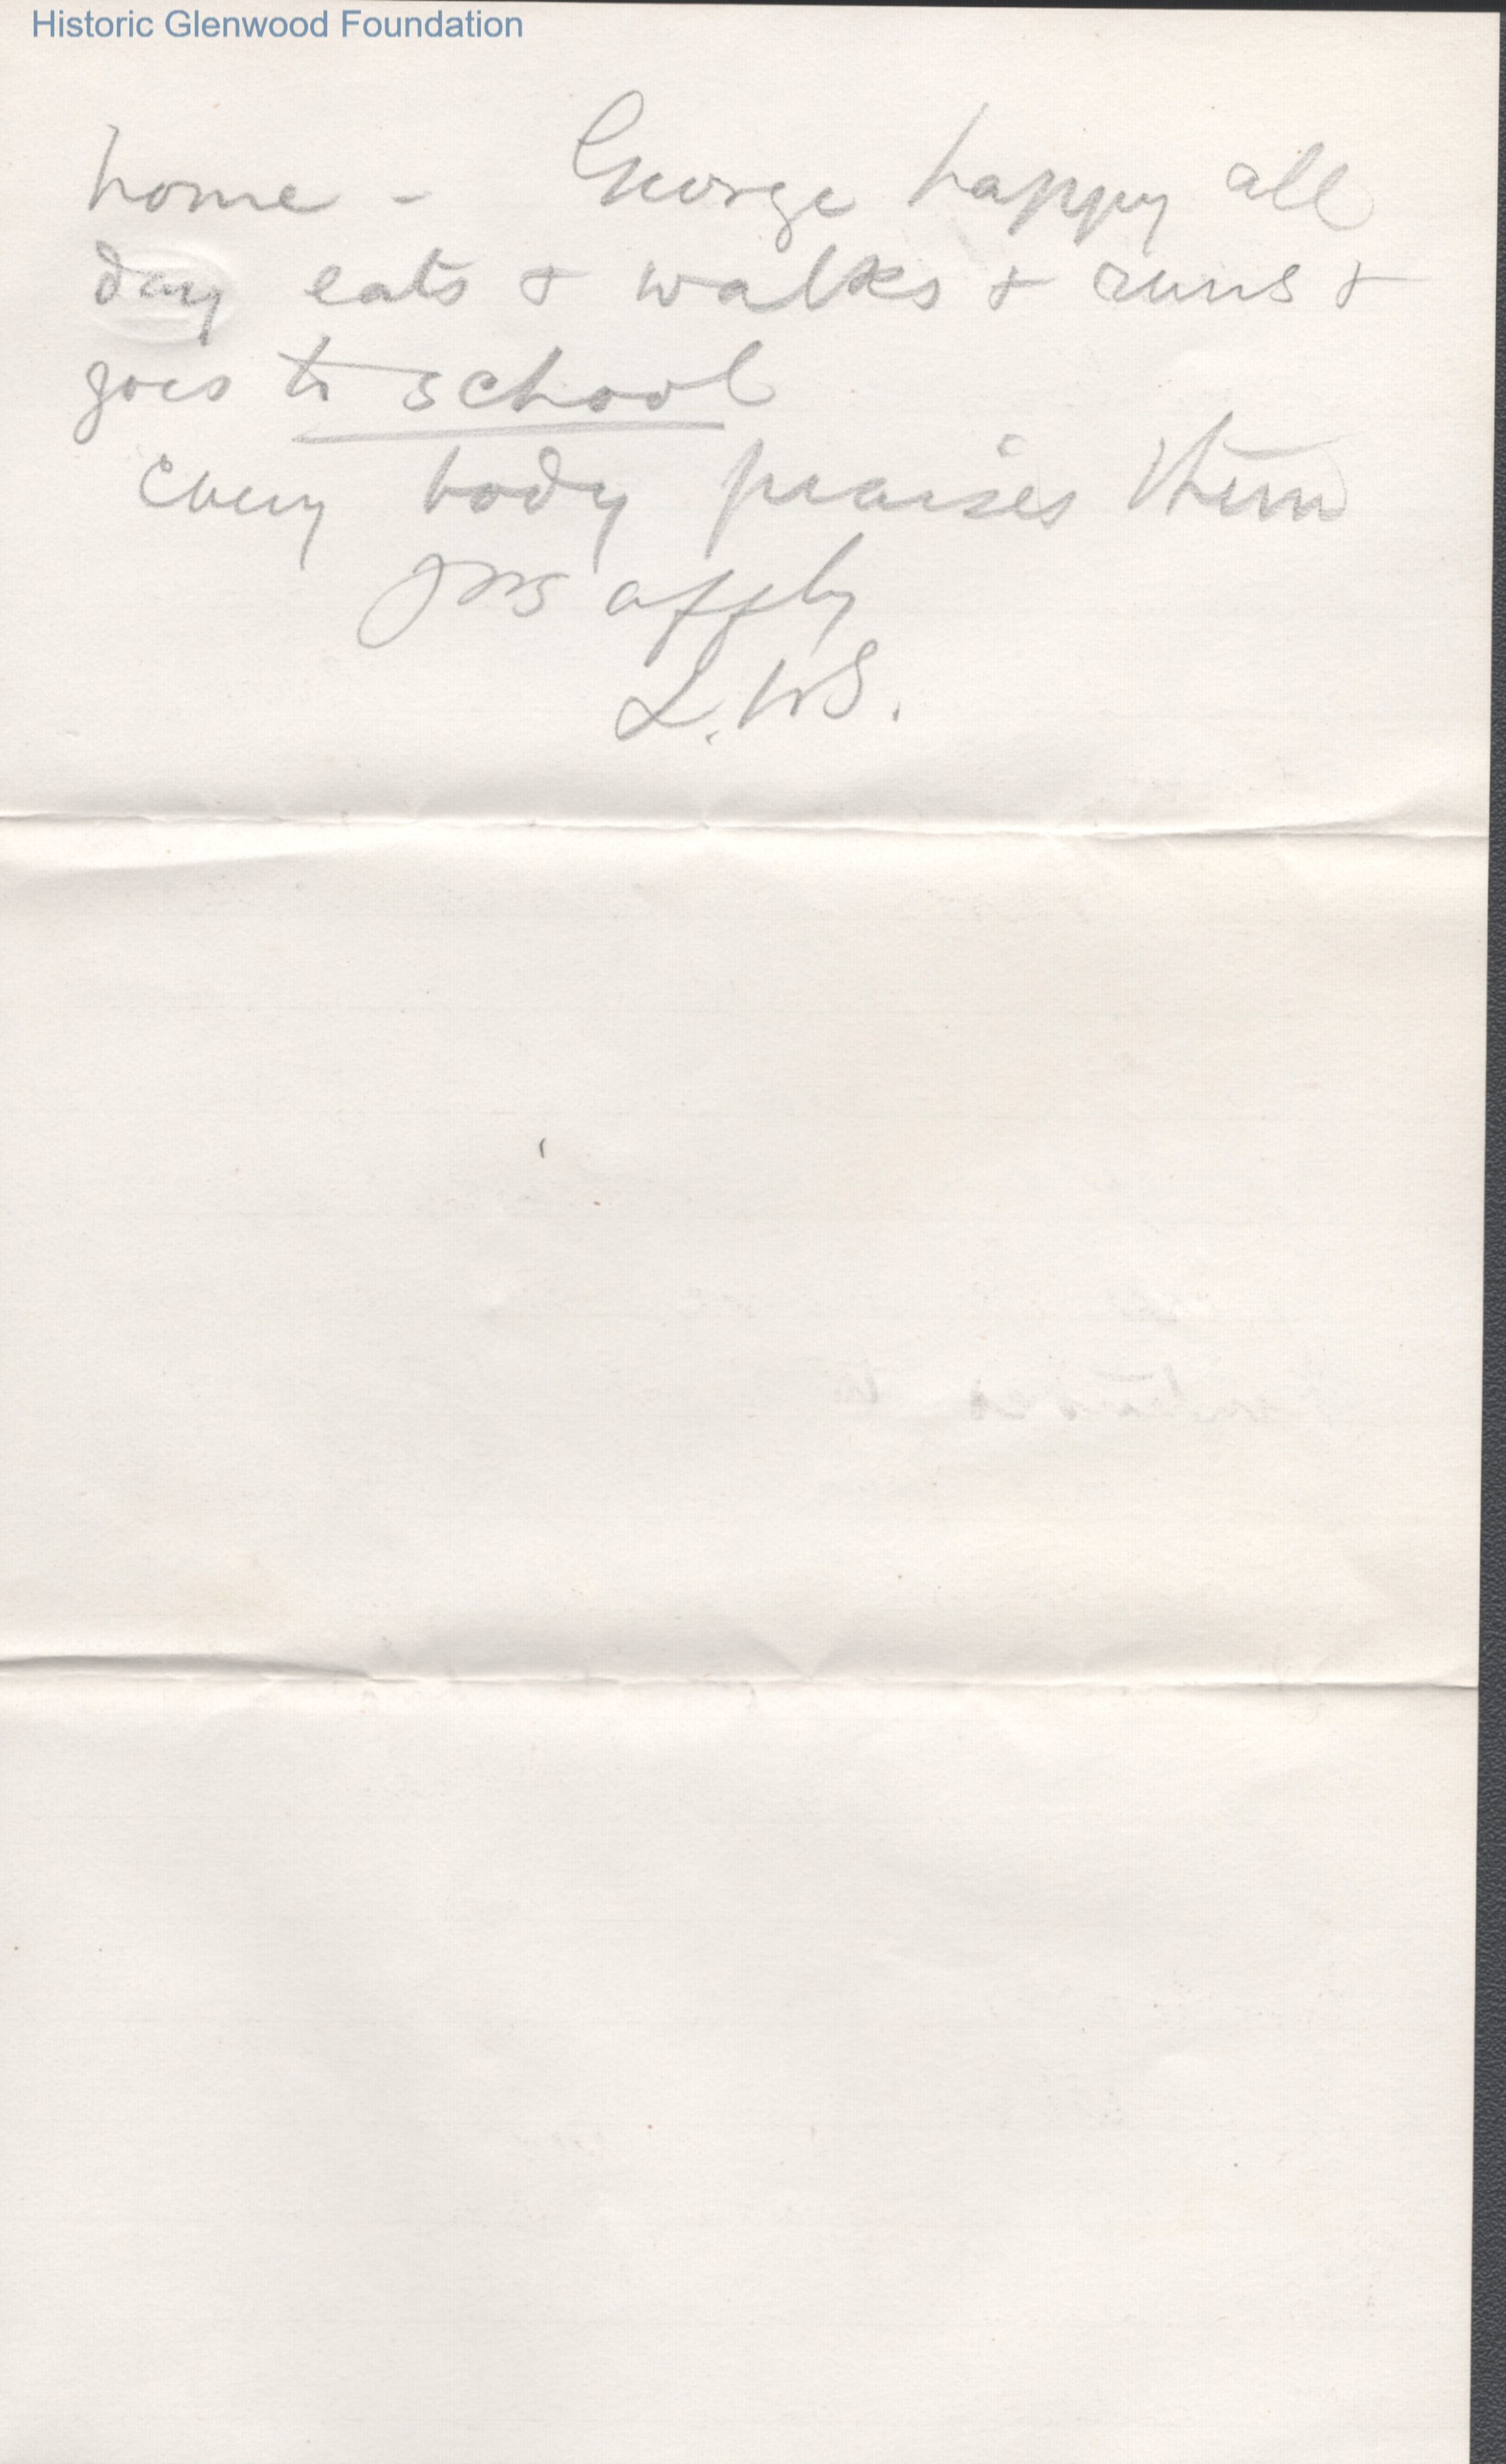 Historic Glenwood Foundation
home - George happy all
day eats & walks & runs &
goes to school
Every body praises them
yrs affly
L.W.S.